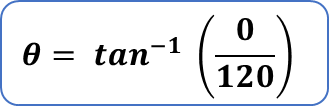 θ = tan⁻¹ (0/120)